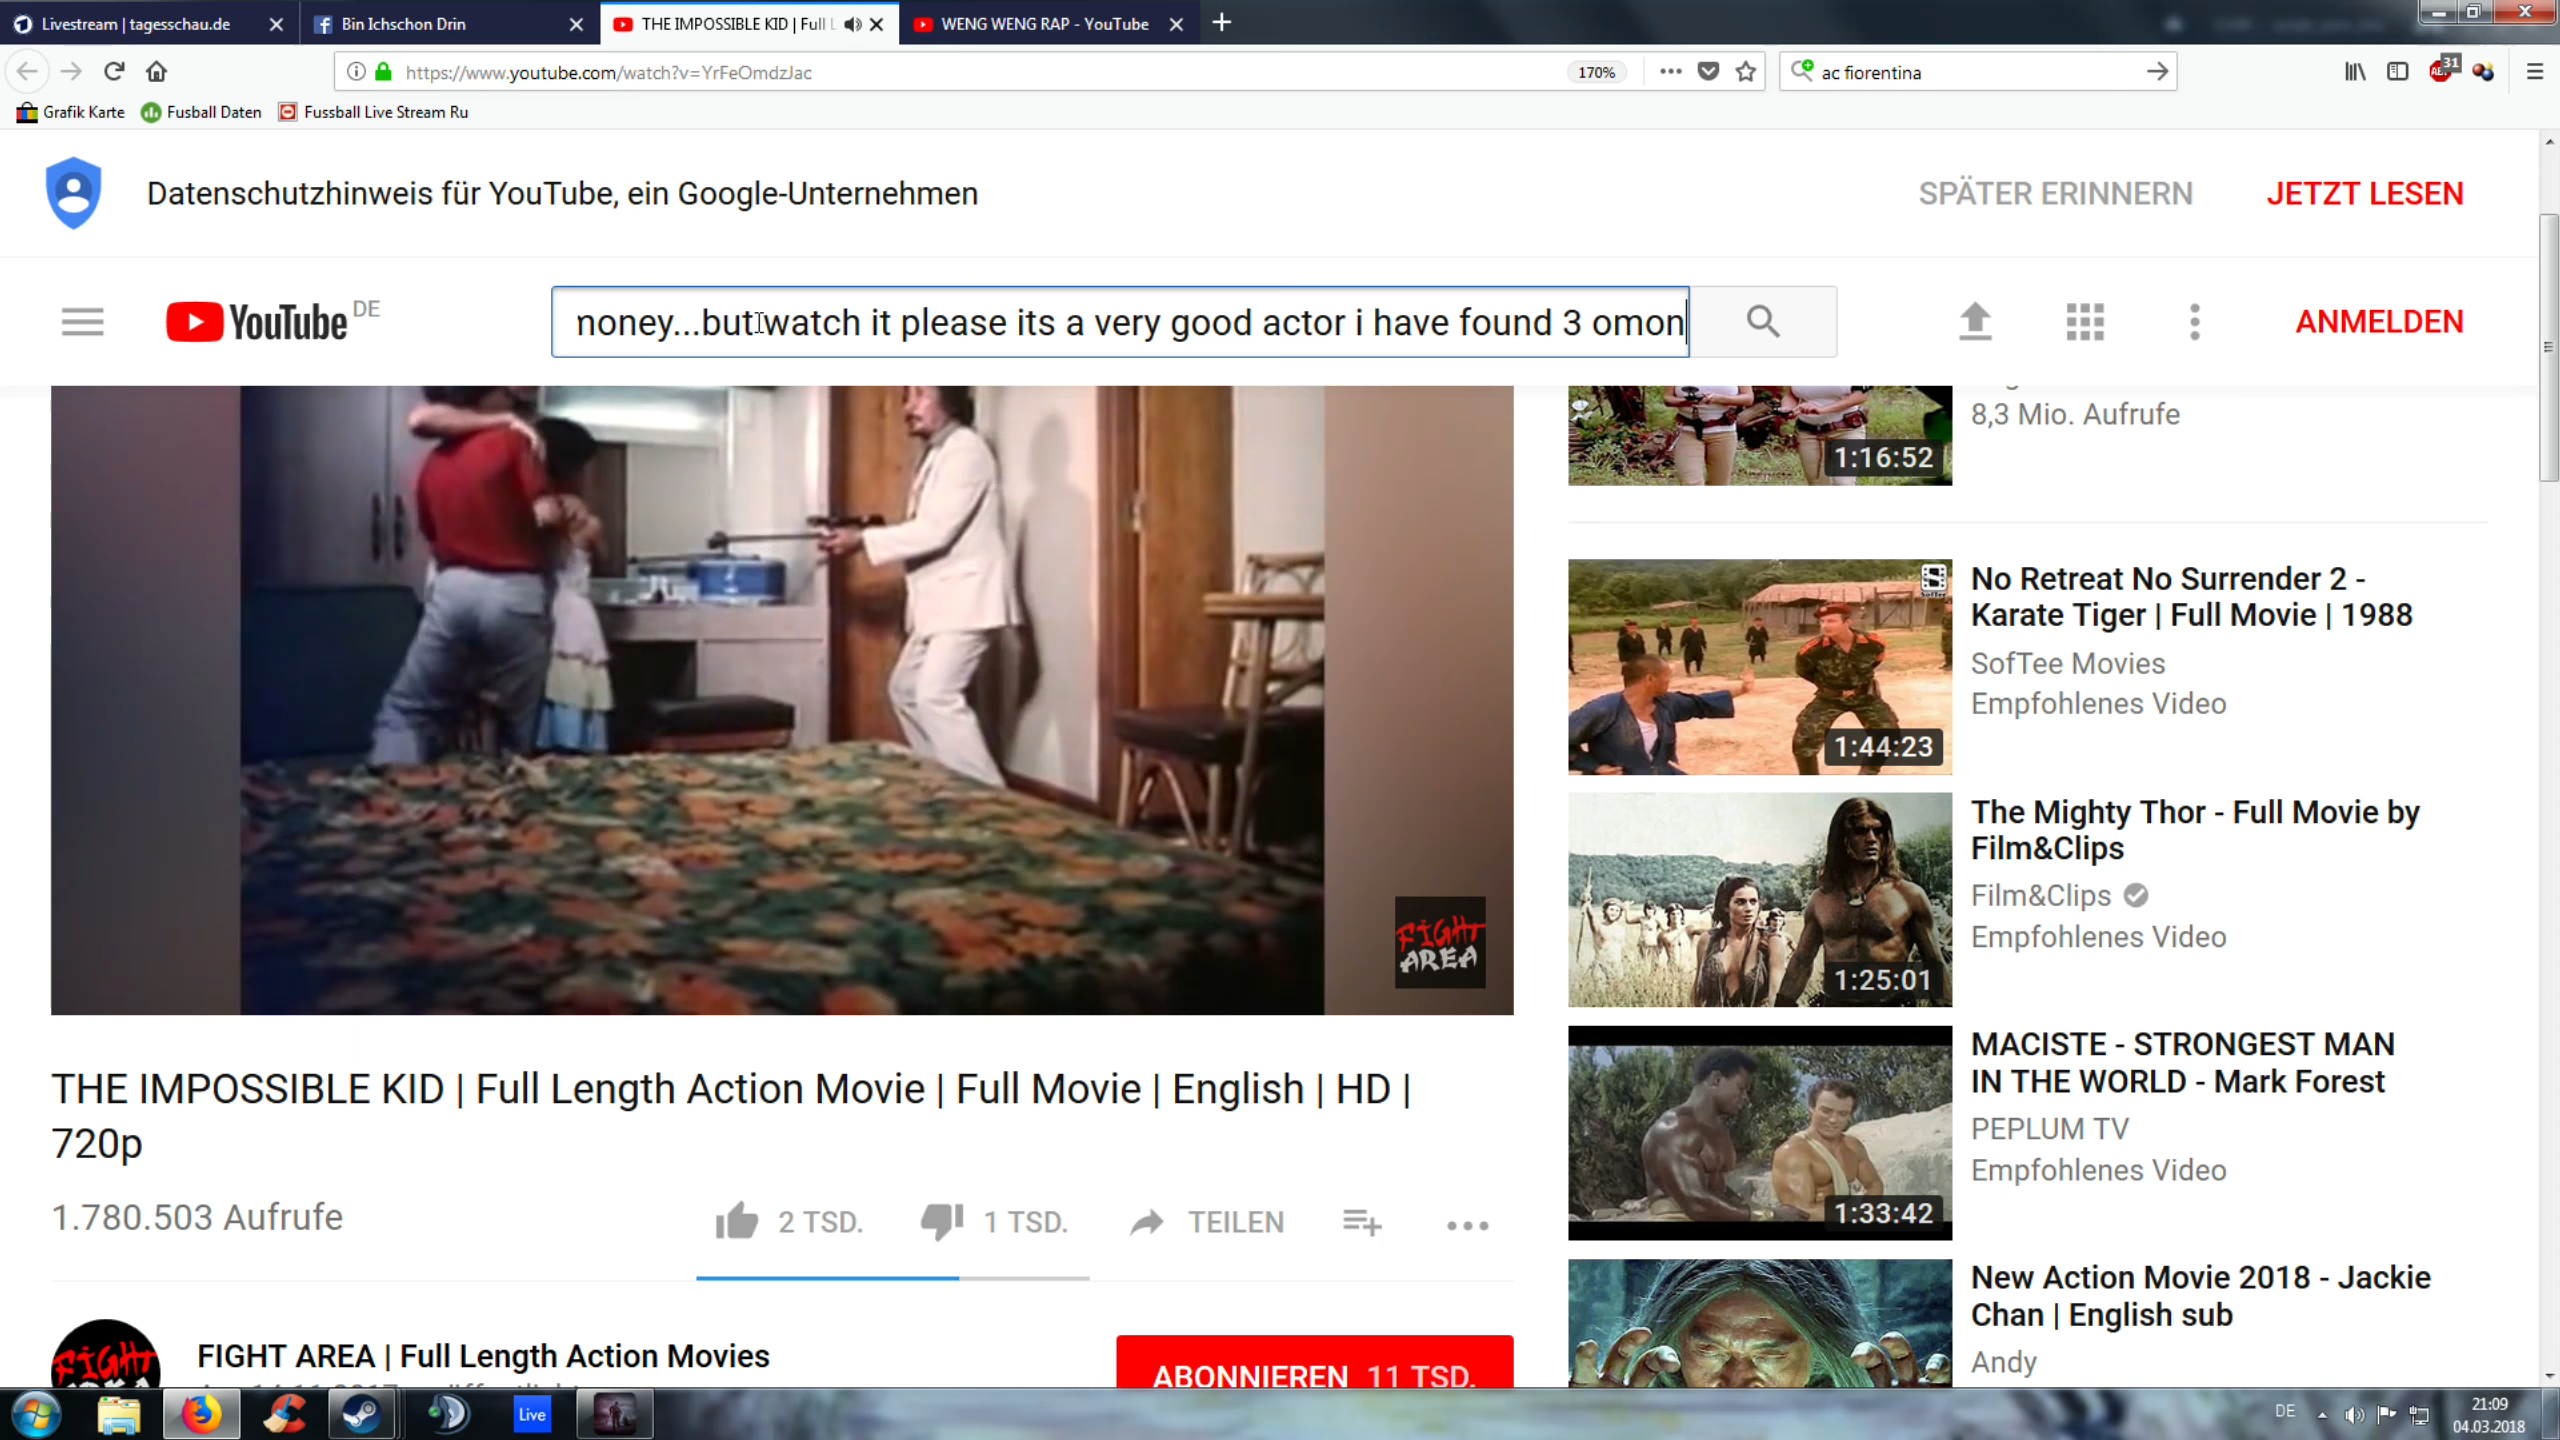 Livestream | tagesschau.de
Bin Ichschon Drin
THE IMPOSSIBLE KID | Full L
WENG WENG RAP - YouTube
https://www.youtube.com/watch?v=YrFeOmdzJac
170%
ac fiorentina
31
Grafik Karte
Fusball Daten
Fussball Live Stream Ru
Datenschutzhinweis für YouTube, ein Google-Unternehmen
SPÄTER ERINNERN
JETZT LESEN
YouTube DE
money...but watch it please its a very good actor i have found 3 omon
ANMELDEN
8,3 Mio. Aufrufe
1:16:52
No Retreat No Surrender 2 -
Karate Tiger | Full Movie | 1988
SofTee Movies
Empfohlenes Video
1:44:23
The Mighty Thor - Full Movie by
Film&Clips
Film&Clips
Empfohlenes Video
1:25:01
FIGHT
AREA
MACISTE - STRONGEST MAN
IN THE WORLD - Mark Forest
PEPLUM TV
Empfohlenes Video
1:33:42
THE IMPOSSIBLE KID | Full Length Action Movie | Full Movie | English | HD |
720p
1.780.503 Aufrufe
2 TSD.
1 TSD.
TEILEN
New Action Movie 2018 - Jackie
Chan | English sub
Andy
FIGHT AREA | Full Length Action Movies
ABONNIEREN 11 TSD.
Live
DE
21:09
04.03.2018